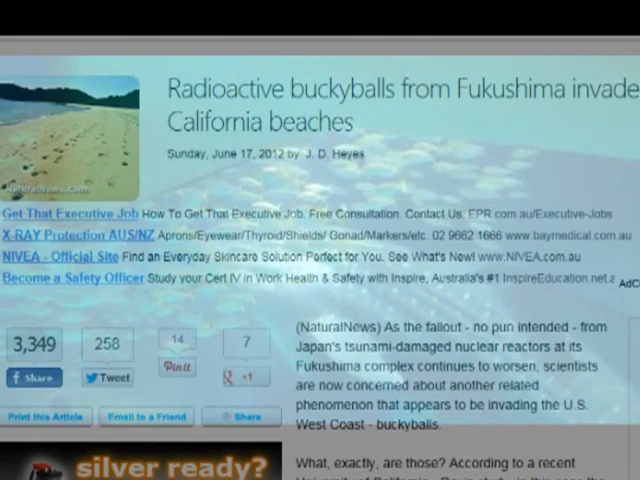 Radioactive buckyballs from Fukushima invade
California beaches
Sunday, June 17, 2012 by J. D. Heyes
NaturalNews.com
Get That Executive Job How To Get That Executive Job. Free Consultation. Contact Us. EPR.com.au/Executive-Jobs
X-RAY Protection AUS/NZ Aprons/Eyewear/Thyroid/Shields/ Gonad/Markers/etc. 02 9662 1666 www.baymedical.com.au
NIVEA - Official Site Find an Everyday Skincare Solution Perfect for You. See What's New! www.NIVEA.com.au
Become a Safety Officer Study your Cert IV in Work Health & Safety with Inspire, Australia's #1 InspireEducation.net.a
AdC
3,349 258 14 7
Share Tweet Pin it +1
Print this Article Email to a Friend Share
(NaturalNews) As the fallout - no pun intended - from
Japan's tsunami-damaged nuclear reactors at its
Fukushima complex continues to worsen, scientists
are now concerned about another related
phenomenon that appears to be invading the U.S.
West Coast - buckyballs.
silver ready?
What, exactly, are those? According to a recent